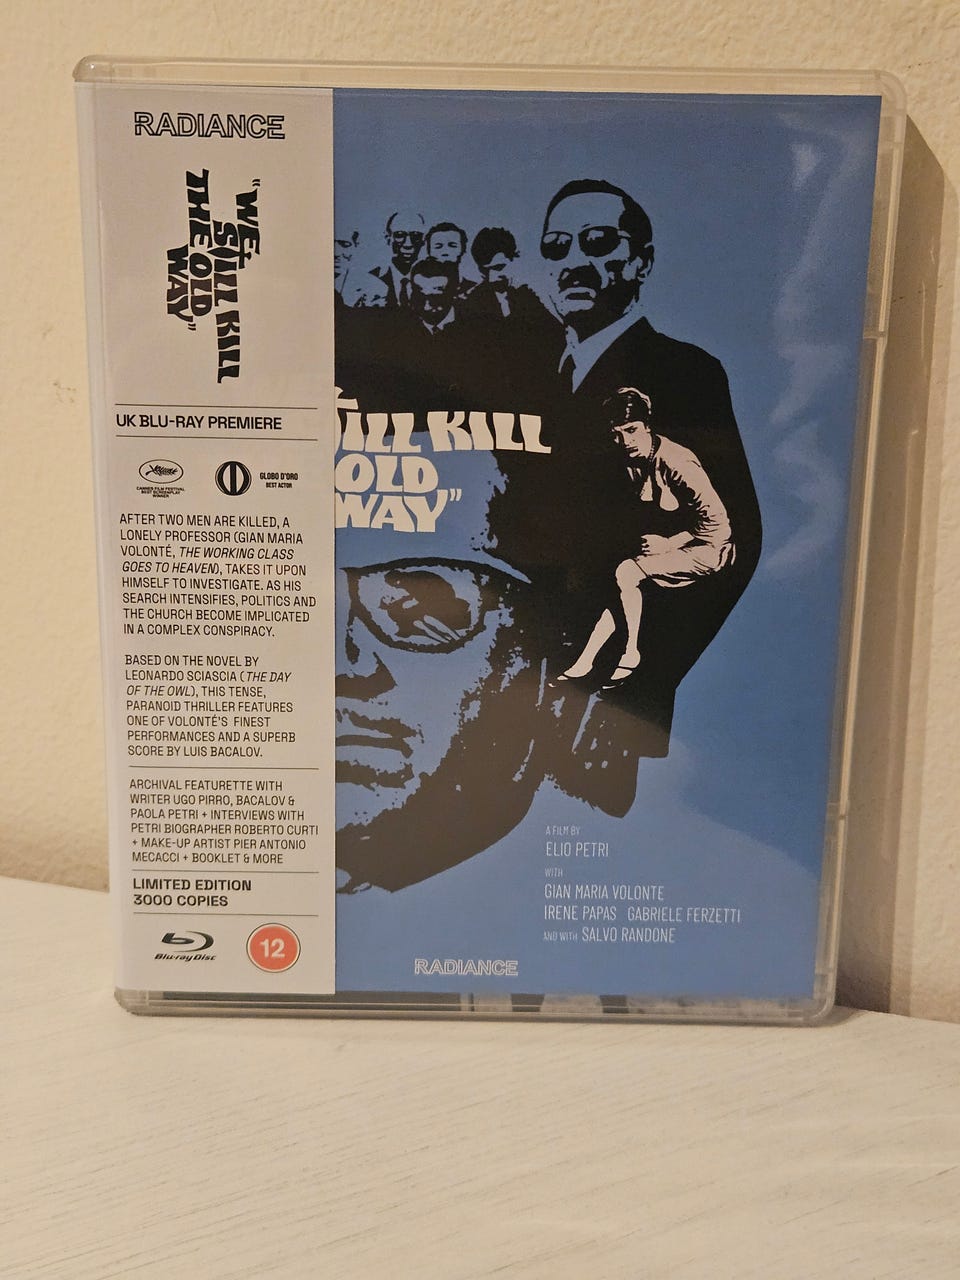 RADIANCE
"WE
STILL KILL
THE OLD
WAY"
UK BLU-RAY PREMIERE
CANNES FILM FESTIVAL
BEST SCREENPLAY
WINNER
GLOBO D'ORO
BEST ACTOR
AFTER TWO MEN ARE KILLED, A
LONELY PROFESSOR (GIAN MARIA
VOLONTÉ, THE WORKING CLASS
GOES TO HEAVEN), TAKES IT UPON
HIMSELF TO INVESTIGATE. AS HIS
SEARCH INTENSIFIES, POLITICS AND
THE CHURCH BECOME IMPLICATED
IN A COMPLEX CONSPIRACY.
BASED ON THE NOVEL BY
LEONARDO SCIASCIA (THE DAY
OF THE OWL), THIS TENSE,
PARANOID THRILLER FEATURES
ONE OF VOLONTÉ'S FINEST
PERFORMANCES AND A SUPERB
SCORE BY LUIS BACALOV.
ARCHIVAL FEATURETTE WITH
WRITER UGO PIRRO, BACALOV &
PAOLA PETRI + INTERVIEWS WITH
PETRI BIOGRAPHER ROBERTO CURTI
+ MAKE-UP ARTIST PIER ANTONIO
MECACCI + BOOKLET & MORE
LIMITED EDITION
3000 COPIES
Blu-ray Disc
12
ILL KILL
OLD
WAY"
A FILM BY
ELIO PETRI
WITH
GIAN MARIA VOLONTE
IRENE PAPAS GABRIELE FERZETTI
AND WITH SALVO RANDONE
RADIANCE